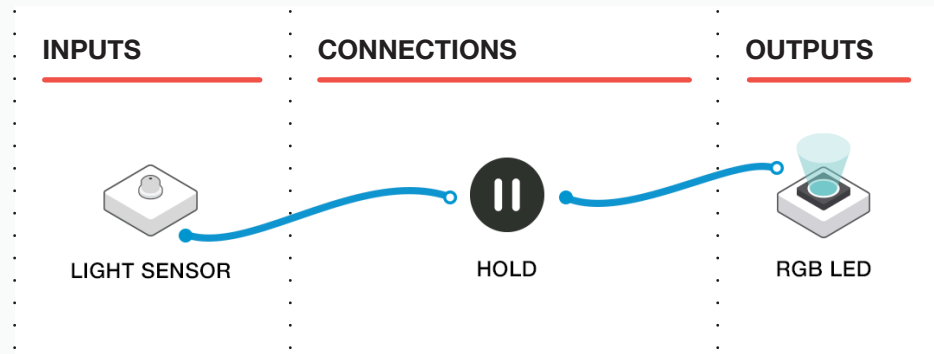 INPUTS
CONNECTIONS
OUTPUTS
LIGHT SENSOR
HOLD
RGB LED